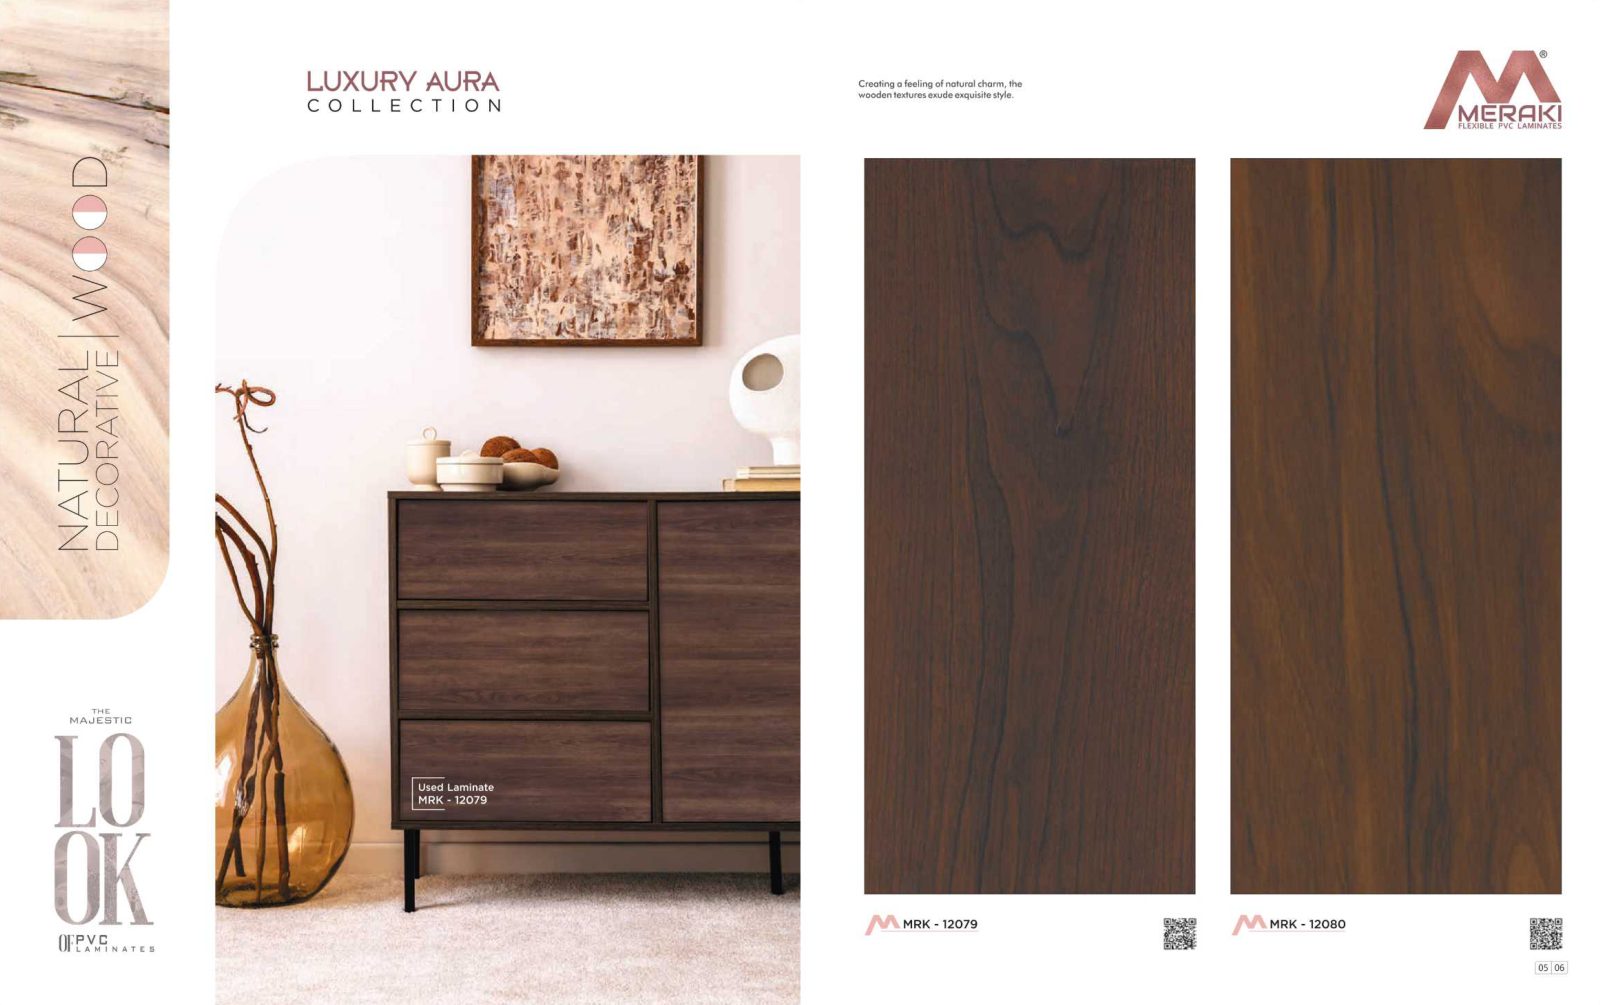 NATURAL
DECORATIVE
WOOD
THE
MAJESTIC
LOOK
OF PVC
LAMINATES
LUXURY AURA
COLLECTION
Used Laminate
MRK - 12079
Creating a feeling of natural charm, the
wooden textures exude exquisite style.
®
MERAKI
FLEXIBLE PVC LAMINATES
MRK - 12079
MRK - 12080
05 06